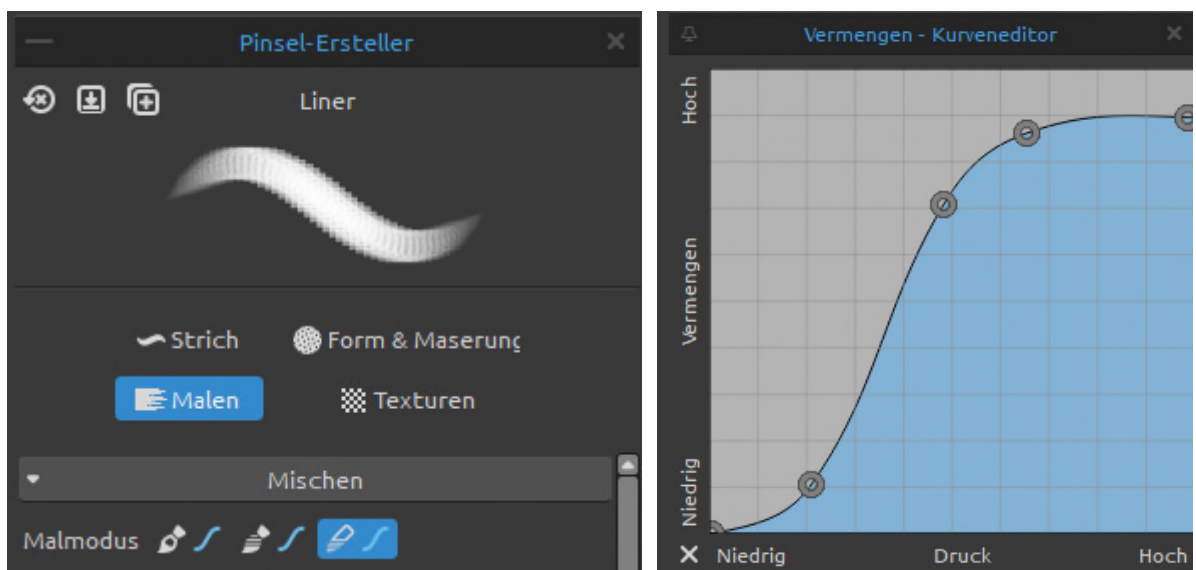 Pinsel-Ersteller
Liner
Strich
Form & Maserung
Malen
Texturen
Mischen
Malmodus
Vermengen - Kurveneditor
Hoch
Vermengen
Niedrig
Niedrig Druck Hoch